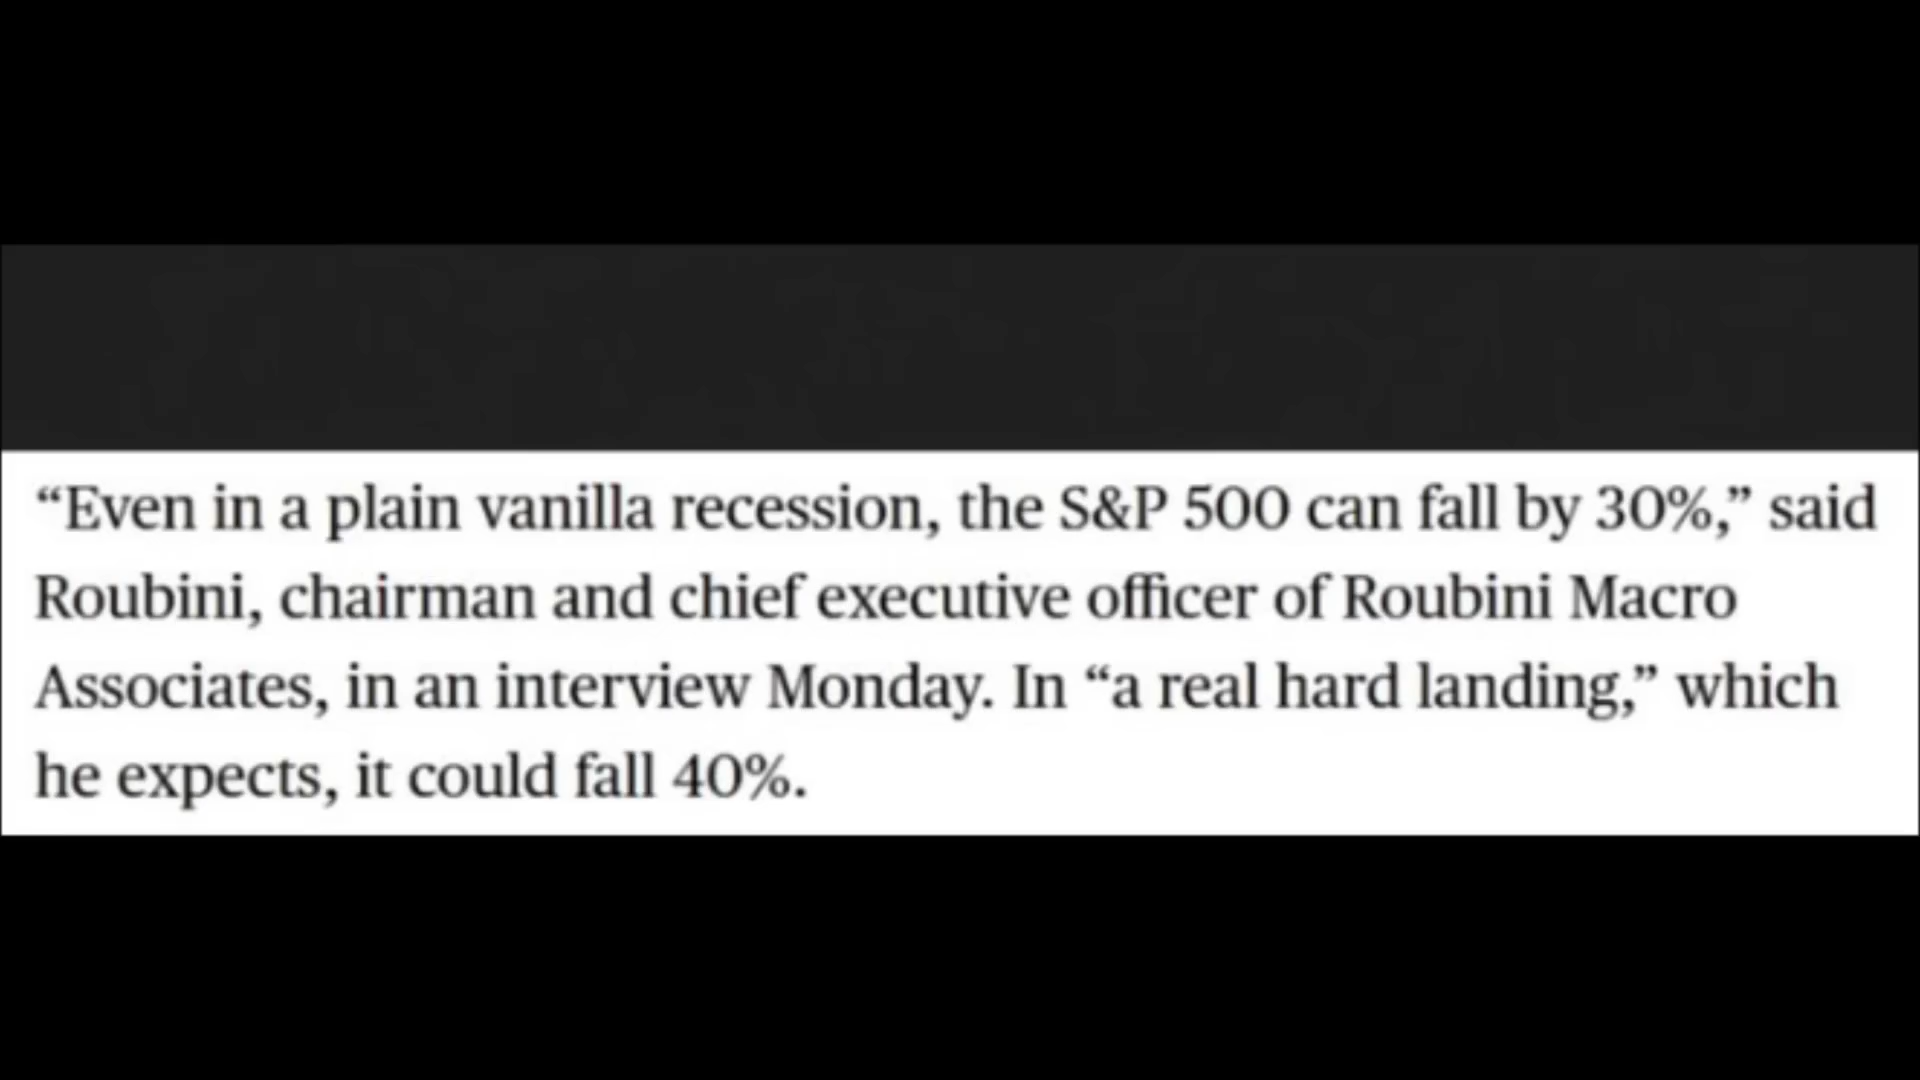 “Even in a plain vanilla recession, the S&P 500 can fall by 30%,” said
Roubini, chairman and chief executive officer of Roubini Macro
Associates, in an interview Monday. In “a real hard landing,” which
he expects, it could fall 40%.